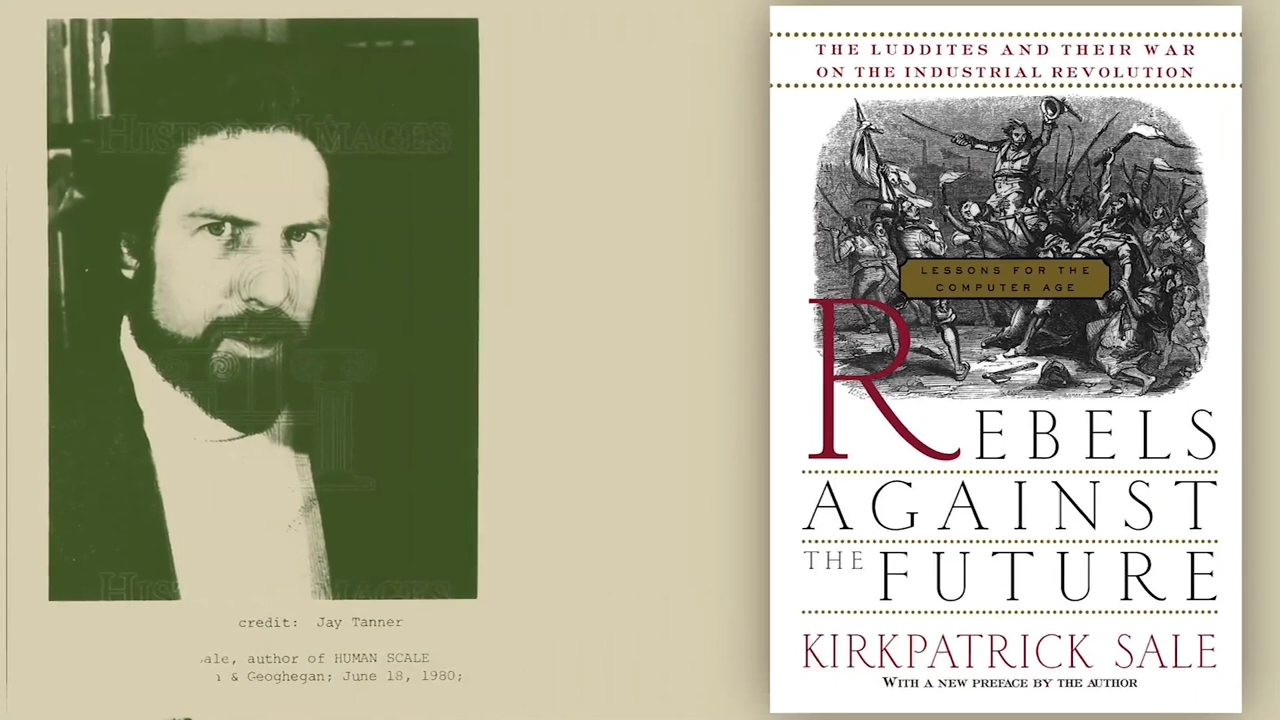 HISTORIC IMAGES
credit: Jay Tanner
ale, author of HUMAN SCALE
& Geoghegan; June 18, 1980;
THE LUDDITES AND THEIR WAR
ON THE INDUSTRIAL REVOLUTION
LESSONS FOR THE
COMPUTER AGE
REBELS
AGAINST
THE FUTURE
KIRKPATRICK SALE
WITH A NEW PREFACE BY THE AUTHOR